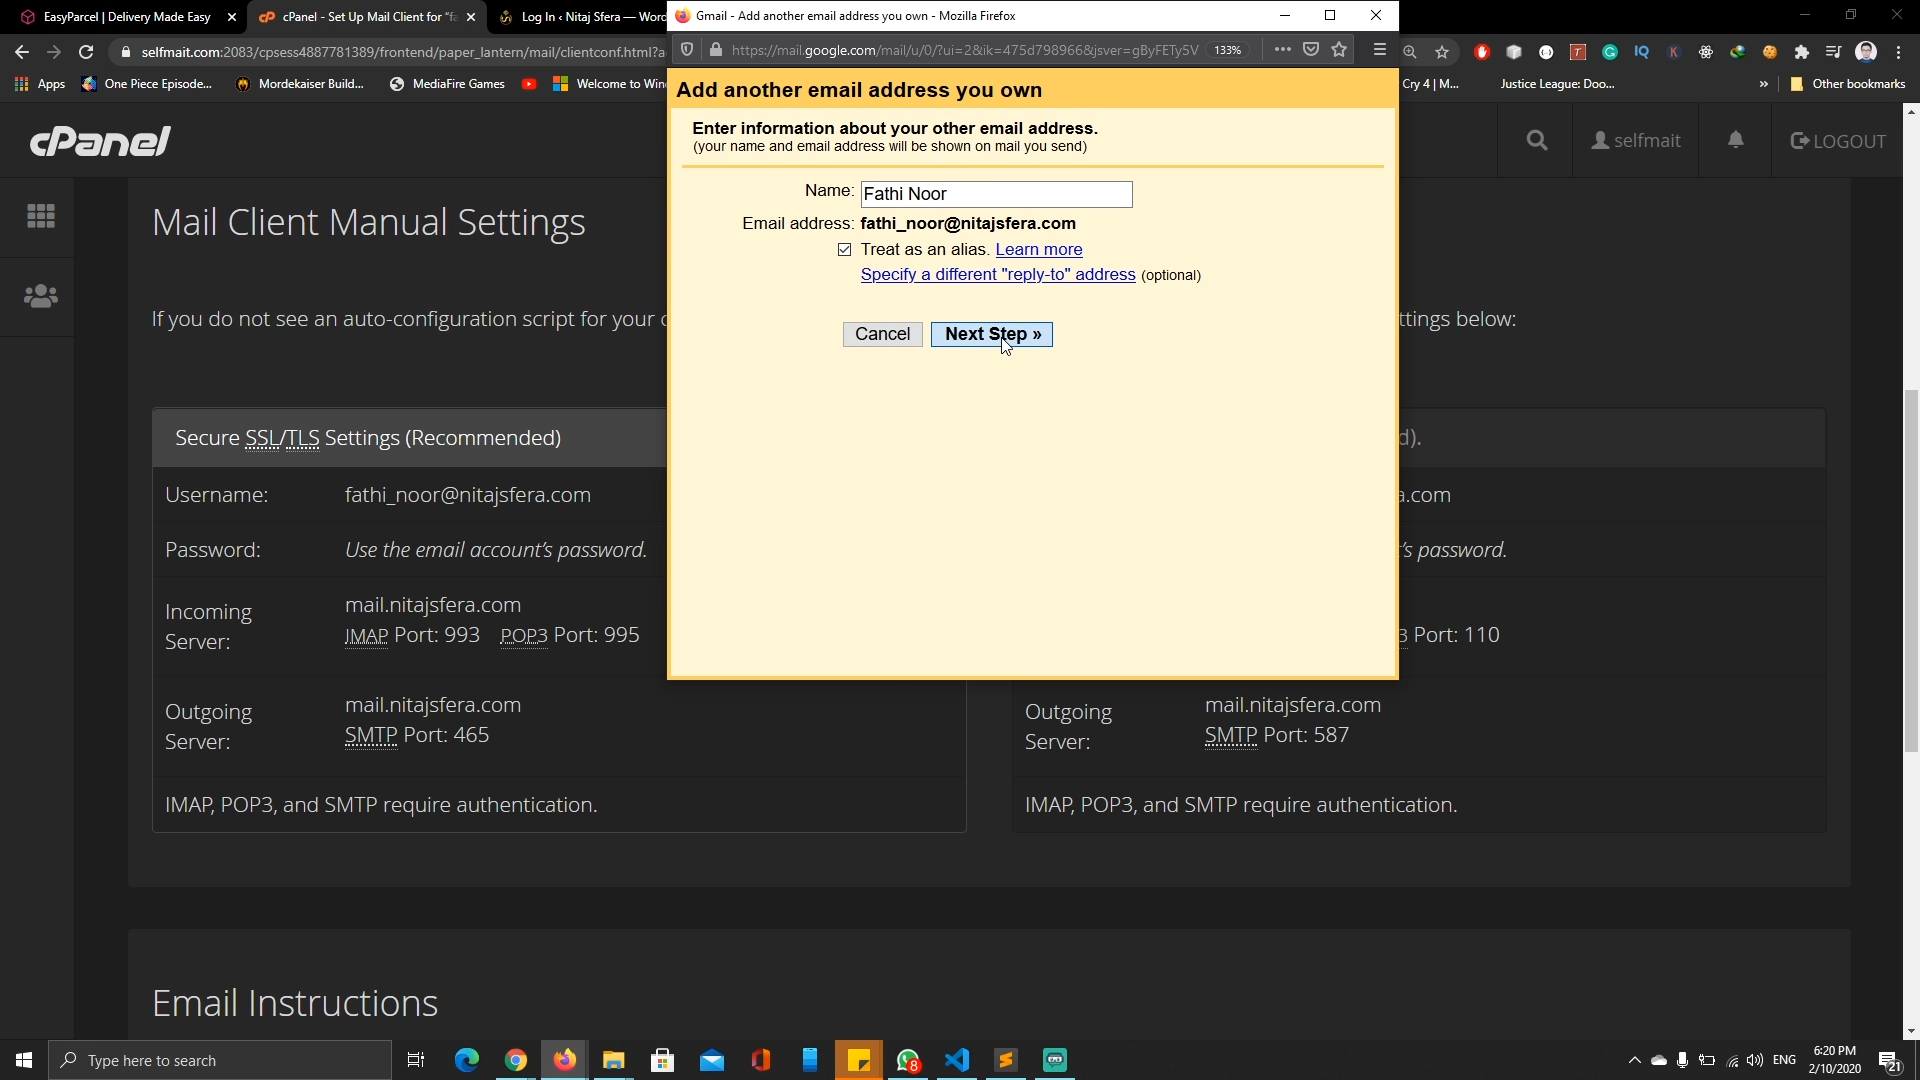 EasyParcel | Delivery Made Easy
cPanel - Set Up Mail Client for "fa
Log In ‹ Nitaj Sfera — Word
Gmail - Add another email address you own - Mozilla Firefox
selfmait.com:2083/cpsess4887781389/frontend/paper_lantern/mail/clientconf.html?a
https://mail.google.com/mail/u/0/?ui=2&ik=475d798966&jsver=gByFETy5V
133%
Apps
One Piece Episode...
Mordekaiser Build...
MediaFire Games
Welcome to Win
Cry 4 | M...
Justice League: Doo...
»
Other bookmarks
Add another email address you own
Enter information about your other email address.
(your name and email address will be shown on mail you send)
Name: Fathi Noor
Email address: fathi_noor@nitajsfera.com
Treat as an alias. Learn more
Specify a different "reply-to" address (optional)
Cancel
Next Step »
cPanel
selfmait
LOGOUT
Mail Client Manual Settings
If you do not see an auto-configuration script for your c
ttings below:
Secure SSL/TLS Settings (Recommended)
d).
Username: fathi_noor@nitajsfera.com
a.com
Password: Use the email account's password.
's password.
Incoming Server:
mail.nitajsfera.com
IMAP Port: 993 POP3 Port: 995
3 Port: 110
Outgoing Server:
mail.nitajsfera.com
SMTP Port: 465
Outgoing Server:
mail.nitajsfera.com
SMTP Port: 587
IMAP, POP3, and SMTP require authentication.
IMAP, POP3, and SMTP require authentication.
Email Instructions
Type here to search
8
ENG
6:20 PM
2/10/2020
21